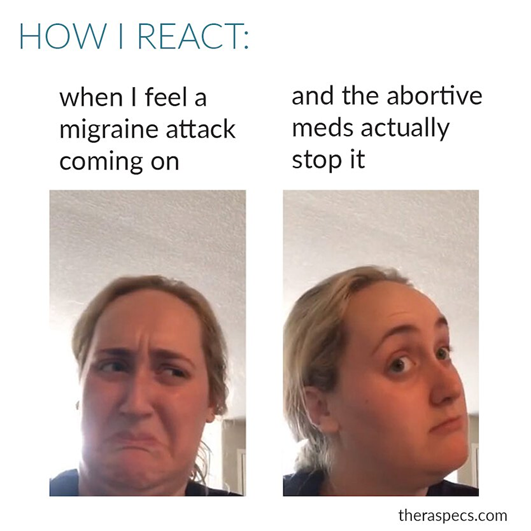 HOW I REACT:
when I feel a
migraine attack
coming on
and the abortive
meds actually
stop it
theraspecs.com